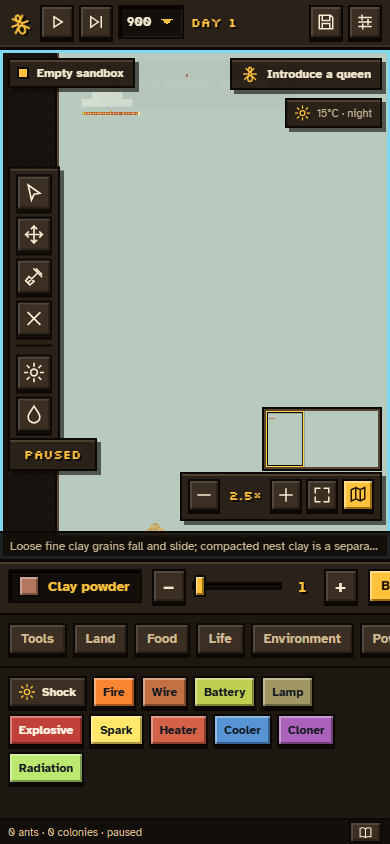 900
DAY 1
Empty sandbox
Introduce a queen
15°C · night
PAUSED
2.5×
Loose fine clay grains fall and slide; compacted nest clay is a separa...
Clay powder
1
B
Tools
Land
Food
Life
Environment
Po
Shock
Fire
Wire
Battery
Lamp
Explosive
Spark
Heater
Cooler
Cloner
Radiation
0 ants · 0 colonies · paused